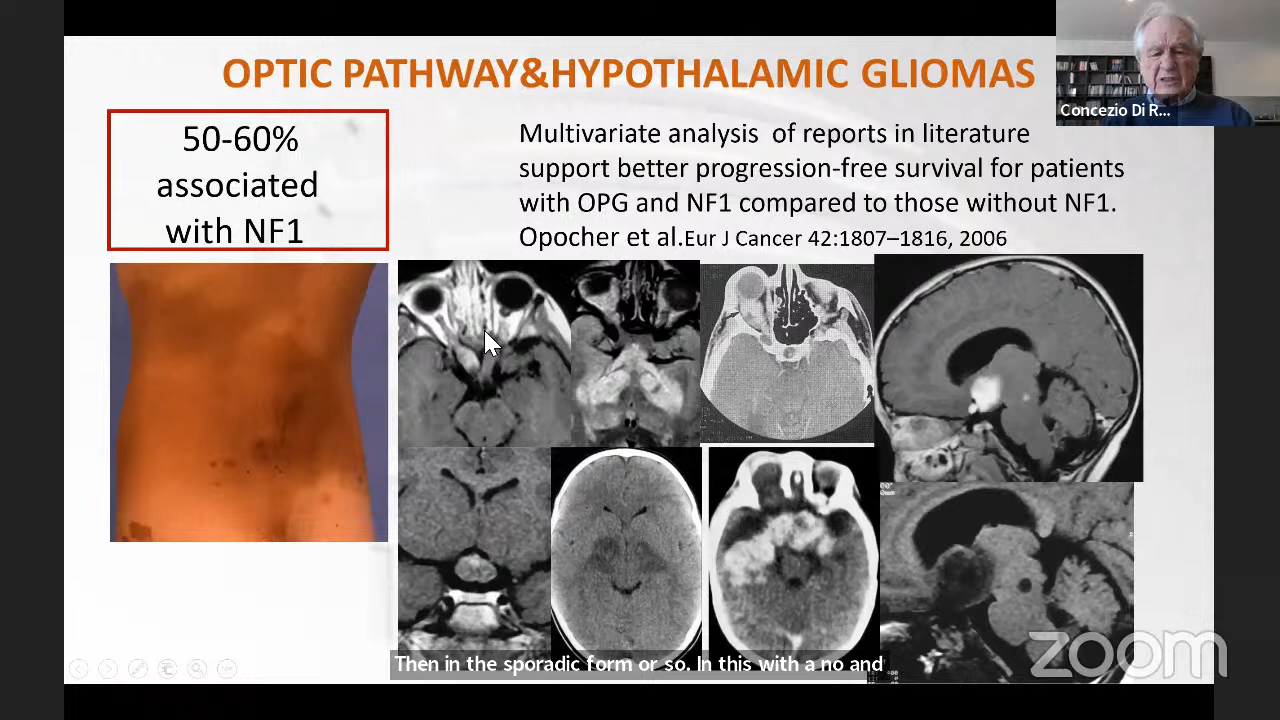 OPTIC PATHWAY&HYPOTHALAMIC GLIOMAS
Concezio Di R...
50-60%
associated
with NF1
Multivariate analysis of reports in literature
support better progression-free survival for patients
with OPG and NF1 compared to those without NF1.
Opocher et al.Eur J Cancer 42:1807–1816, 2006
Then in the sporadic form or so. In this with a no and
zoom